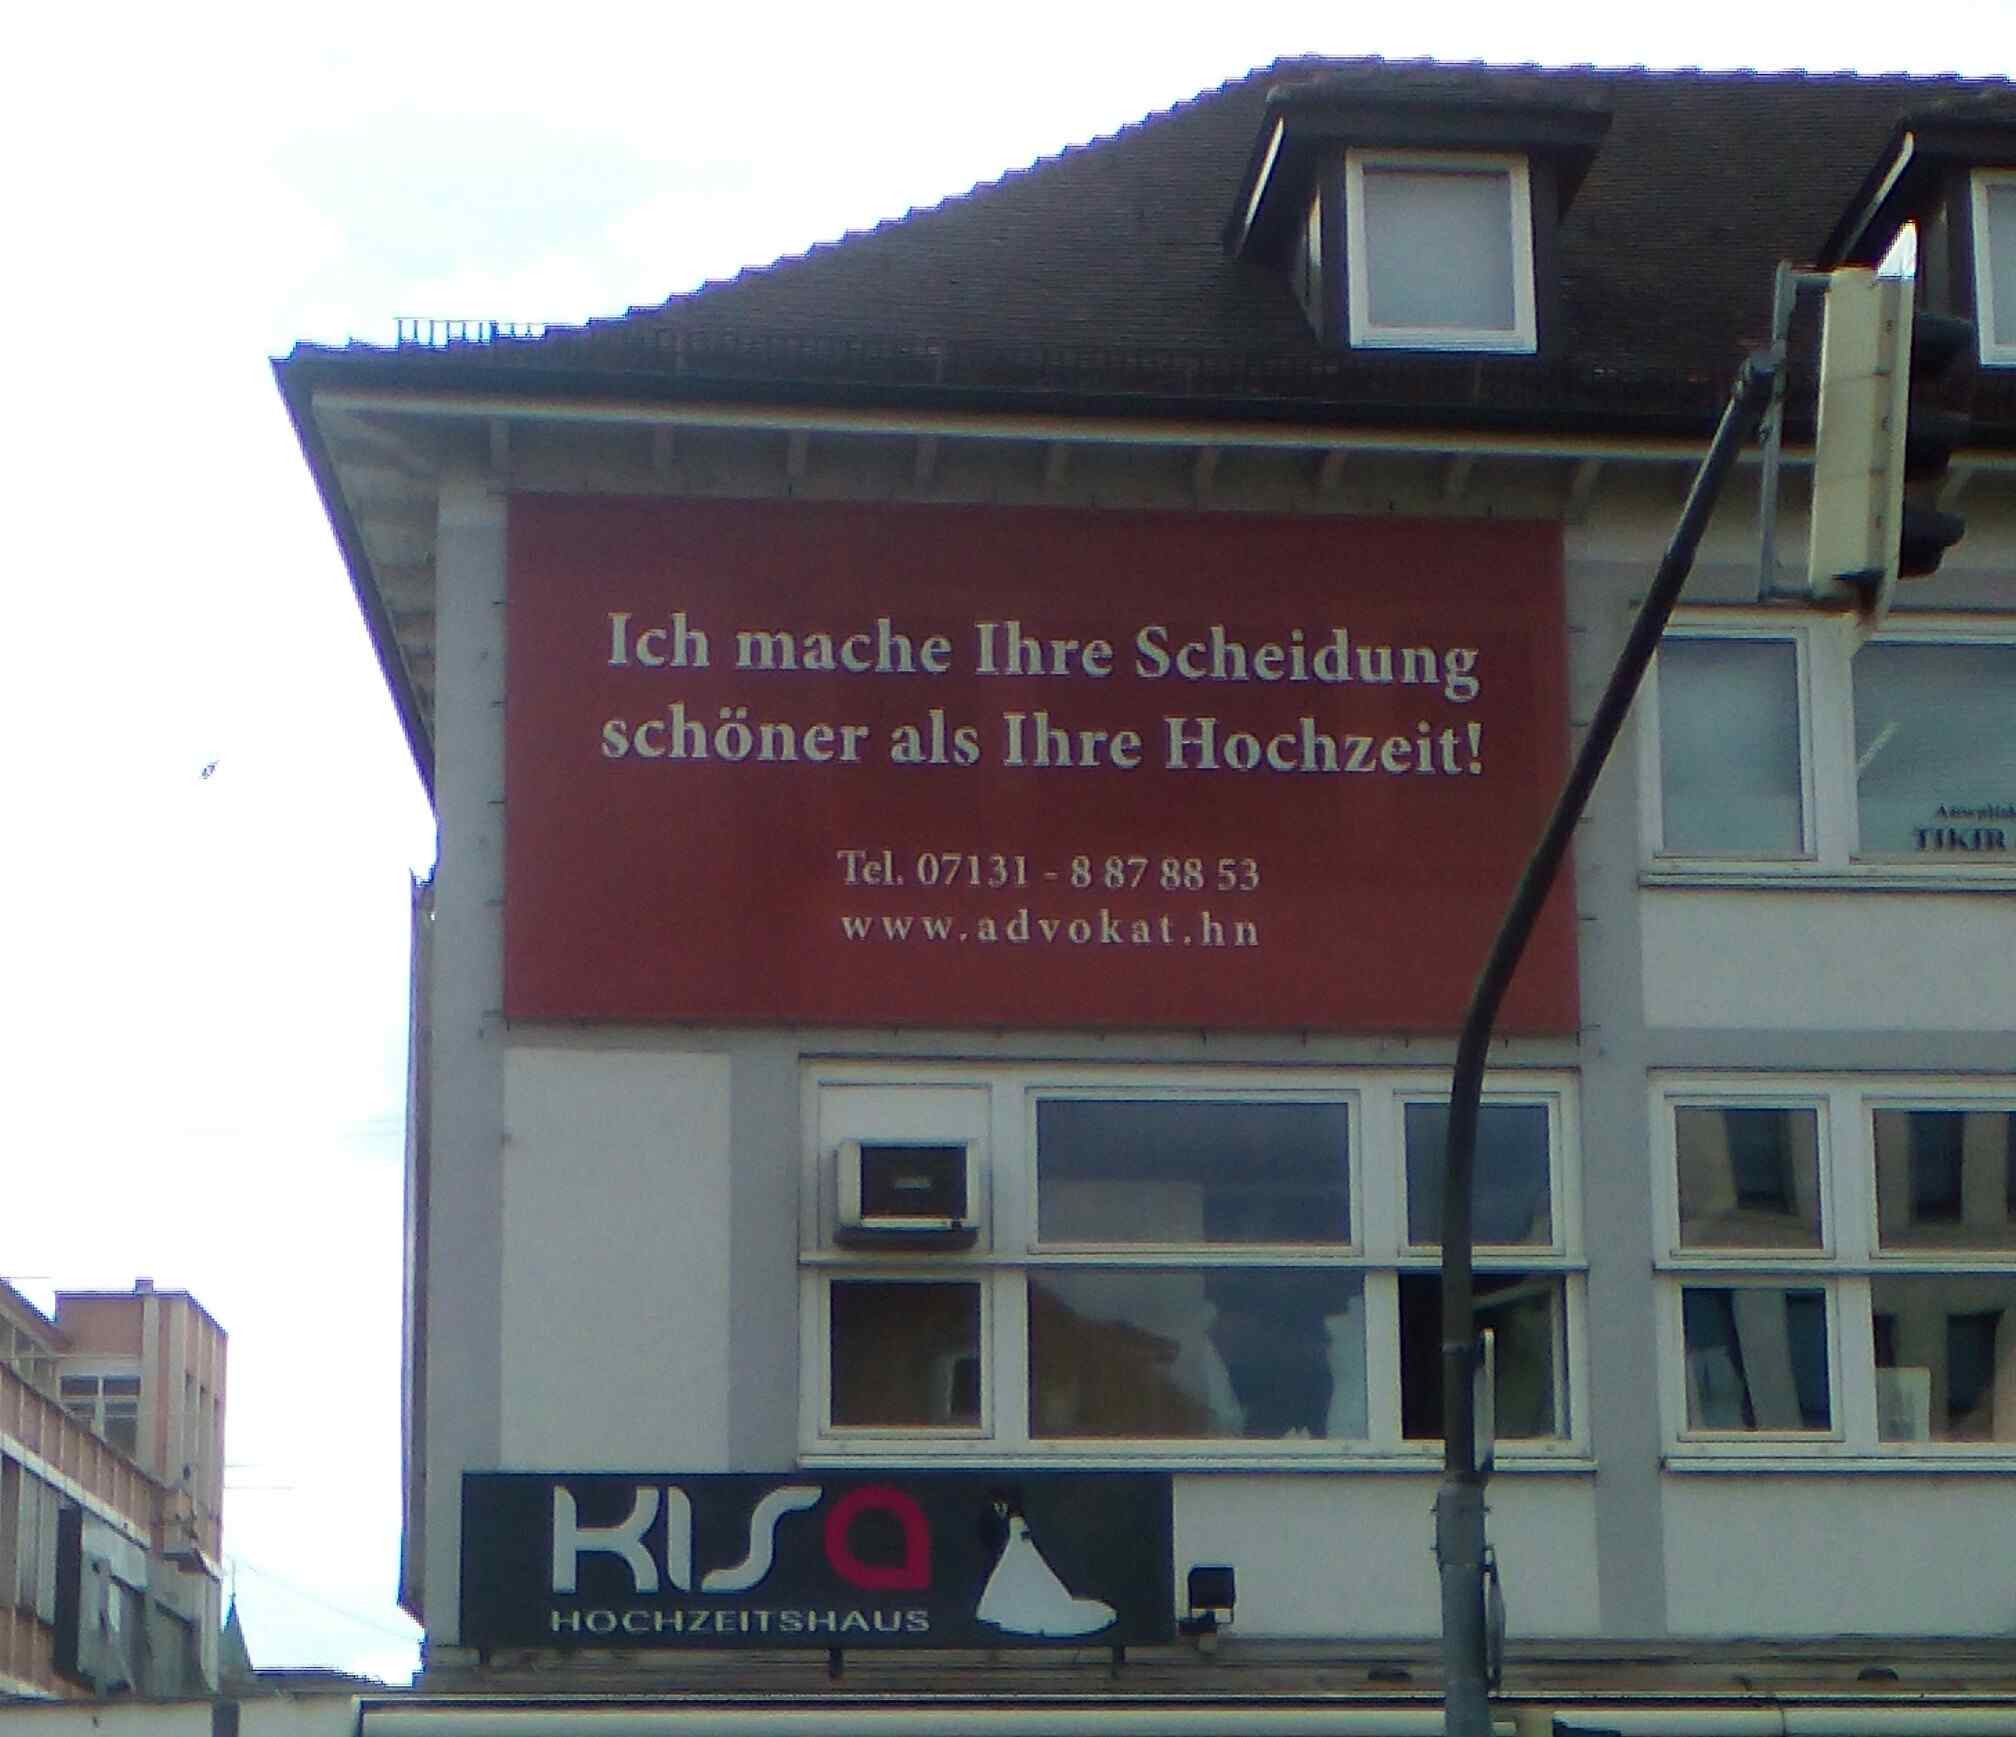 Ich mache Ihre Scheidung
schöner als Ihre Hochzeit!
Tel. 07131 - 8 87 88 53
www.advokat.hn
TIKIR
KISA
HOCHZEITSHAUS